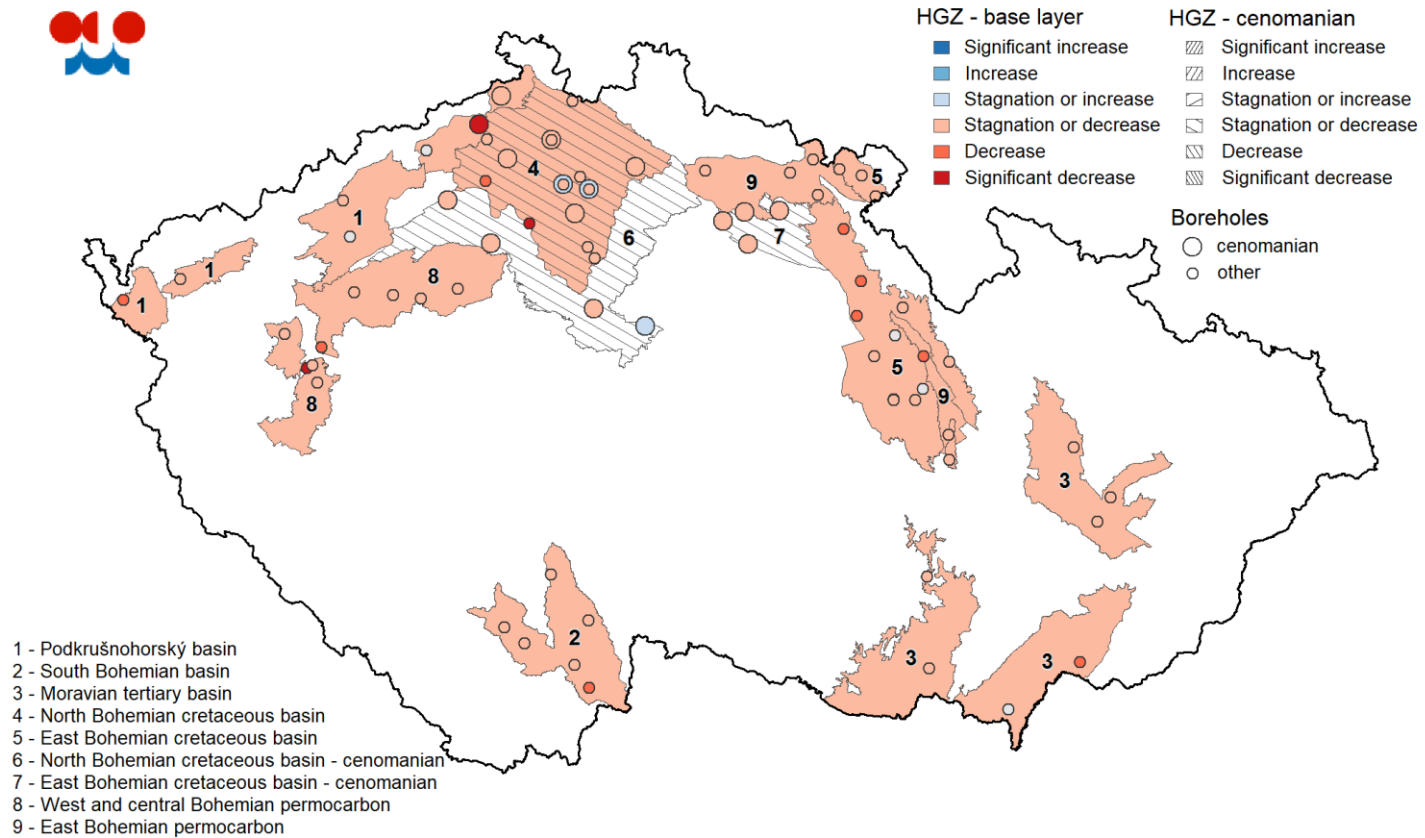 HGZ - base layer
Significant increase
Increase
Stagnation or increase
Stagnation or decrease
Decrease
Significant decrease
HGZ - cenomanian
Significant increase
Increase
Stagnation or increase
Stagnation or decrease
Decrease
Significant decrease
Boreholes
cenomanian
other
4
9
5
1
6
7
1
8
1
5
8
9
3
2
3
3
1 - Podkrušnohorský basin
2 - South Bohemian basin
3 - Moravian tertiary basin
4 - North Bohemian cretaceous basin
5 - East Bohemian cretaceous basin
6 - North Bohemian cretaceous basin - cenomanian
7 - East Bohemian cretaceous basin - cenomanian
8 - West and central Bohemian permocarbon
9 - East Bohemian permocarbon